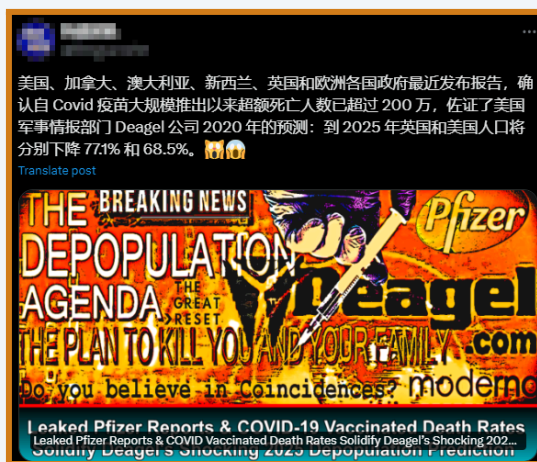 美国、加拿大、澳大利亚、新西兰、英国和欧洲各国政府最近发布报告，确
认自 Covid 疫苗大规模推出以来超额死亡人数已超过 200 万，佐证了美国
军事情报部门 Deagel 公司 2020 年的预测：到 2025 年英国和美国人口将
分别下降 77.1% 和 68.5%。🙀😱
Translate post
THE BREAKING NEWS
DEPOPULATION
AGENDA THE GREAT RESET
THE PLAN TO KILL YOU AND YOUR FAMILY
Do you believe in Coincidences?
Pfizer
Deagel
.com
moderna
Leaked Pfizer Reports & COVID-19 Vaccinated Death Rates
Solidify Deagel's Shocking 2025 Depopulation Prediction
Leaked Pfizer Reports & COVID Vaccinated Death Rates Solidify Deagel's Shocking 202...